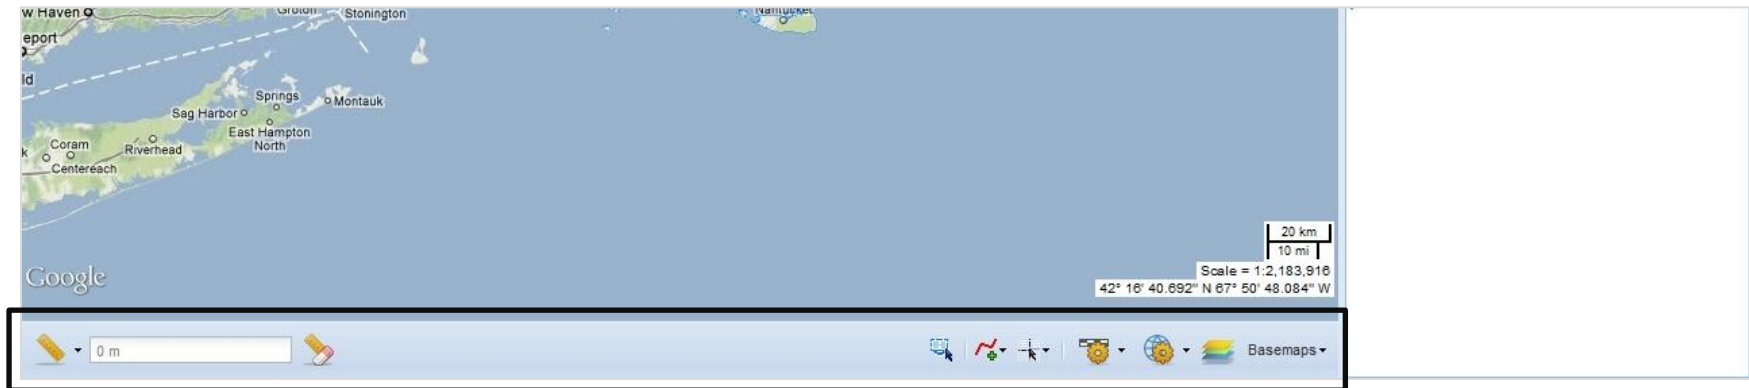 w Haven
Groton
Stonington
Nantucket
eport
ld
Springs
Montauk
Sag Harbor
East Hampton
North
Coram
Riverhead
k
Centereach
20 km
10 mi
Google
Scale = 1:2,183,916
42° 16' 40.692" N 67° 50' 48.084" W
0 m
Basemaps